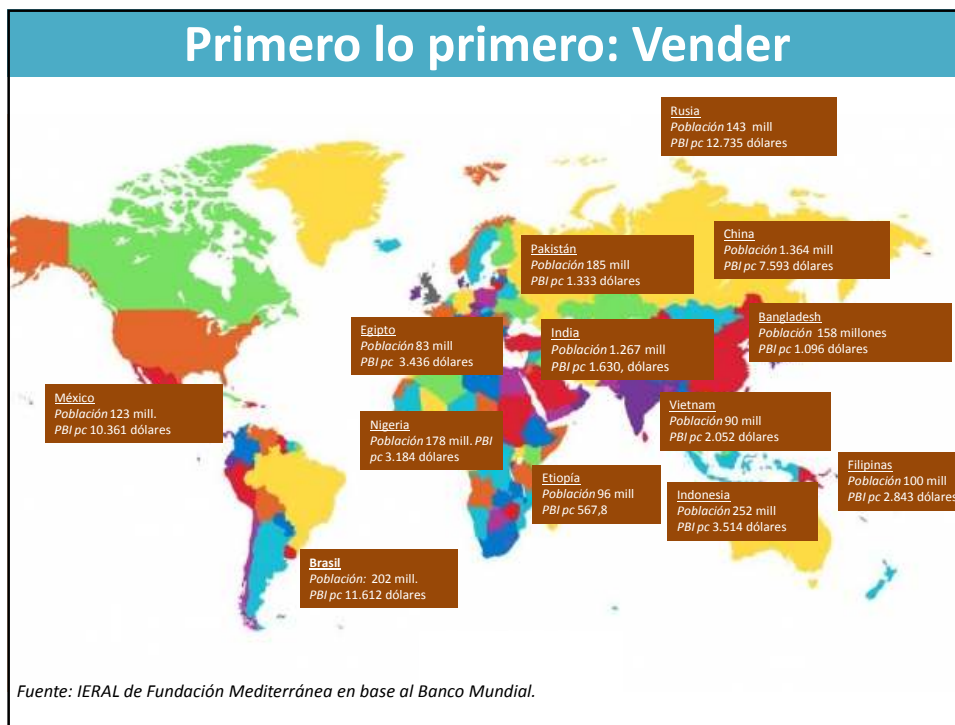 Primero lo primero: Vender
Rusia
Población 143 mill
PBI pc 12.735 dólares
China
Población 1.364 mill
PBI pc 7.593 dólares
Pakistán
Población 185 mill
PBI pc 1.333 dólares
Bangladesh
Población 158 millones
PBI pc 1.096 dólares
Egipto
Población 83 mill
PBI pc 3.436 dólares
India
Población 1.267 mill
PBI pc 1.630, dólares
México
Población 123 mill.
PBI pc 10.361 dólares
Nigeria
Población 178 mill. PBI
pc 3.184 dólares
Vietnam
Población 90 mill
PBI pc 2.052 dólares
Filipinas
Población 100 mill
PBI pc 2.843 dólares
Etiopía
Población 96 mill
PBI pc 567,8
Indonesia
Población 252 mill
PBI pc 3.514 dólares
Brasil
Población: 202 mill.
PBI pc 11.612 dólares
Fuente: IERAL de Fundación Mediterránea en base al Banco Mundial.